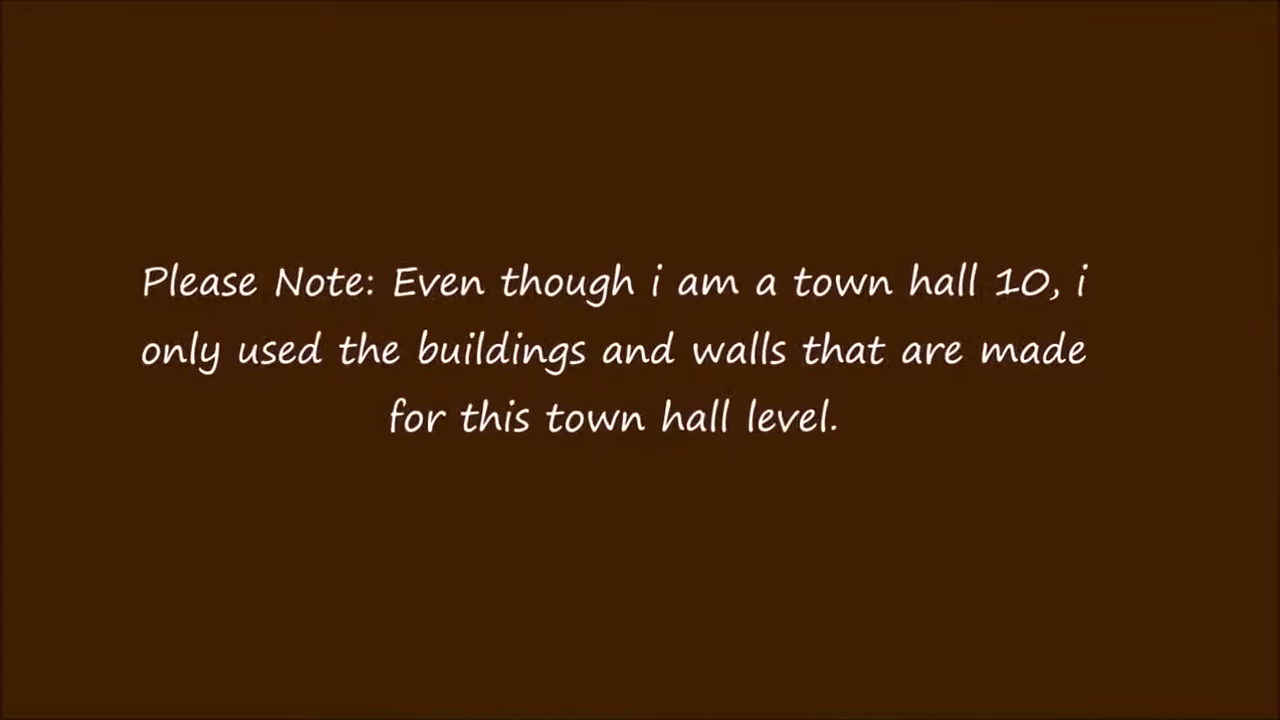 Please Note: Even though i am a town hall 10, i
only used the buildings and walls that are made
for this town hall level.